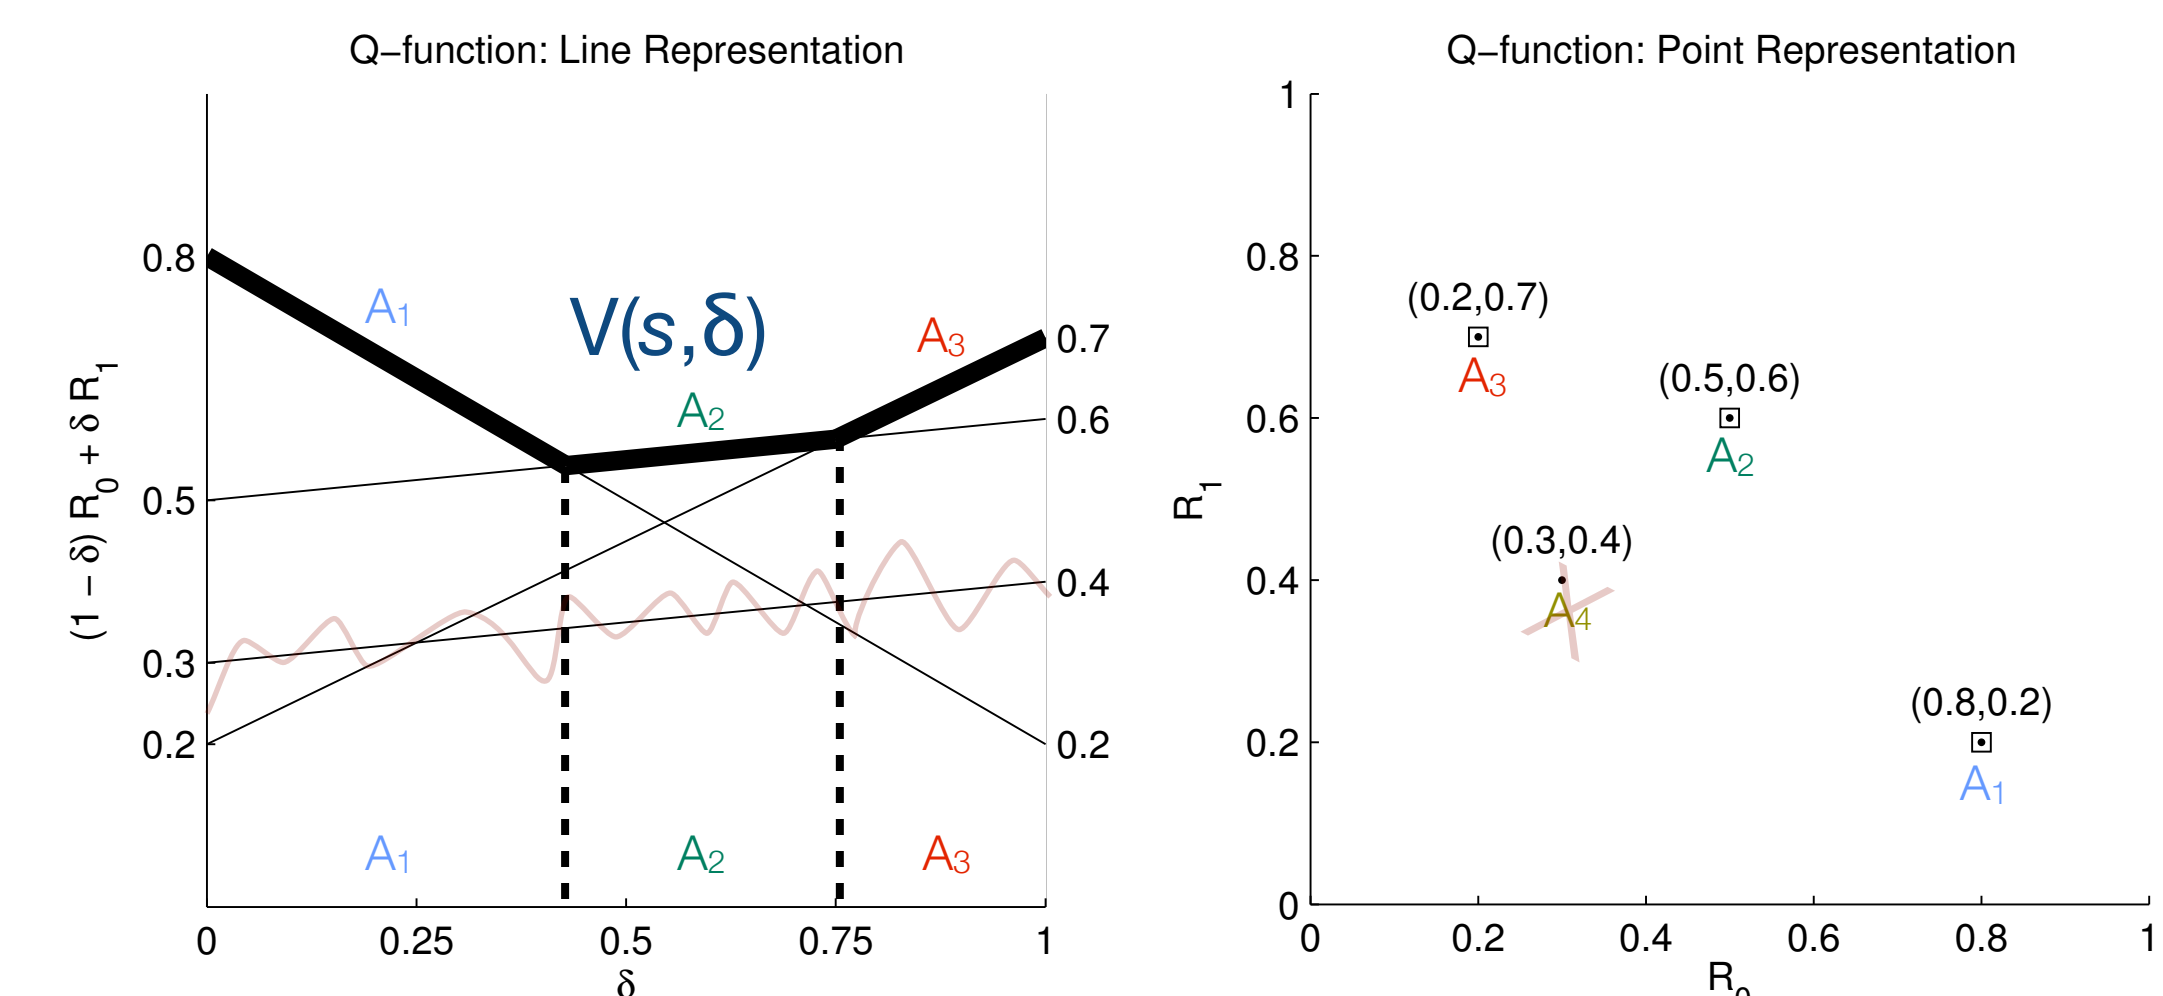 Q−function: Line Representation
(1 − δ) R0 + δ R1
0.8
0.5
0.3
0.2
A1
V(s,δ)
A2
A3
0.7
0.6
0.4
0.2
A1
A2
A3
0
0.25
0.5
0.75
1
δ
Q−function: Point Representation
R1
1
0.8
0.6
0.4
0.2
0
(0.2,0.7)
A3
(0.5,0.6)
A2
(0.3,0.4)
A4
(0.8,0.2)
A1
0
0.2
0.4
0.6
0.8
1
R0